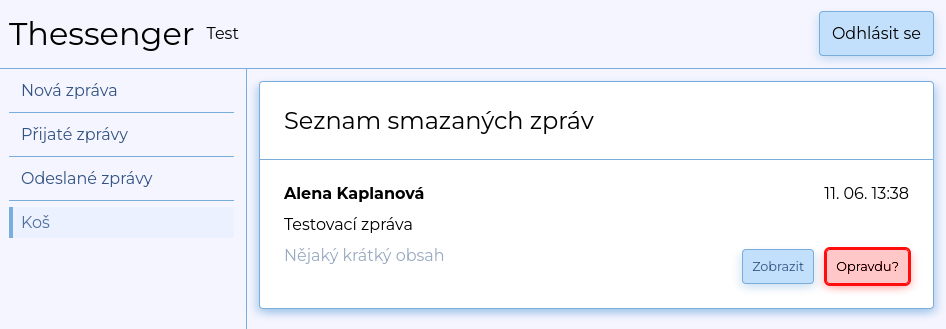 Thessenger Test
Odhlásit se
Nová zpráva
Přijaté zprávy
Odeslané zprávy
Koš
Seznam smazaných zpráv
Alena Kaplanová
11. 06. 13:38
Testovací zpráva
Nějaký krátký obsah
Zobrazit
Opravdu?